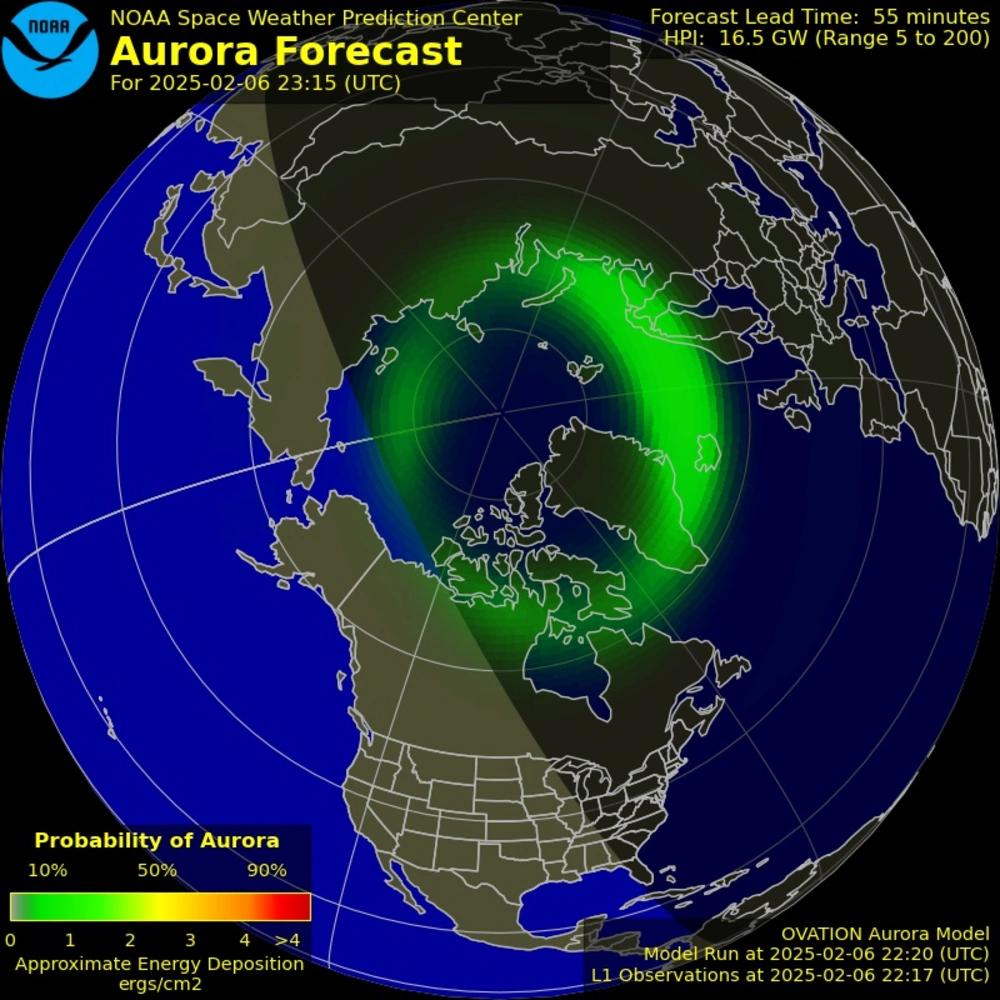 NOAA
NOAA Space Weather Prediction Center
Aurora Forecast
For 2025-02-06 23:15 (UTC)
Forecast Lead Time: 55 minutes
HPI: 16.5 GW (Range 5 to 200)
Probability of Aurora
10% 50% 90%
0 1 2 3 4 >4
Approximate Energy Deposition
ergs/cm2
OVATION Aurora Model
Model Run at 2025-02-06 22:20 (UTC)
L1 Observations at 2025-02-06 22:17 (UTC)